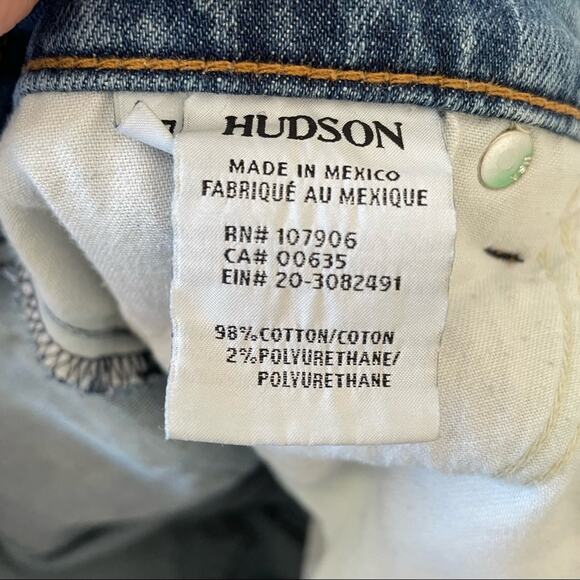 HUDSON
MADE IN MEXICO
FABRIQUÉ AU MEXIQUE
RN# 107906
CA# 00635
EIN# 20-3082491
98% COTTON/COTON
2% POLYURETHANE/
POLYURETHANE